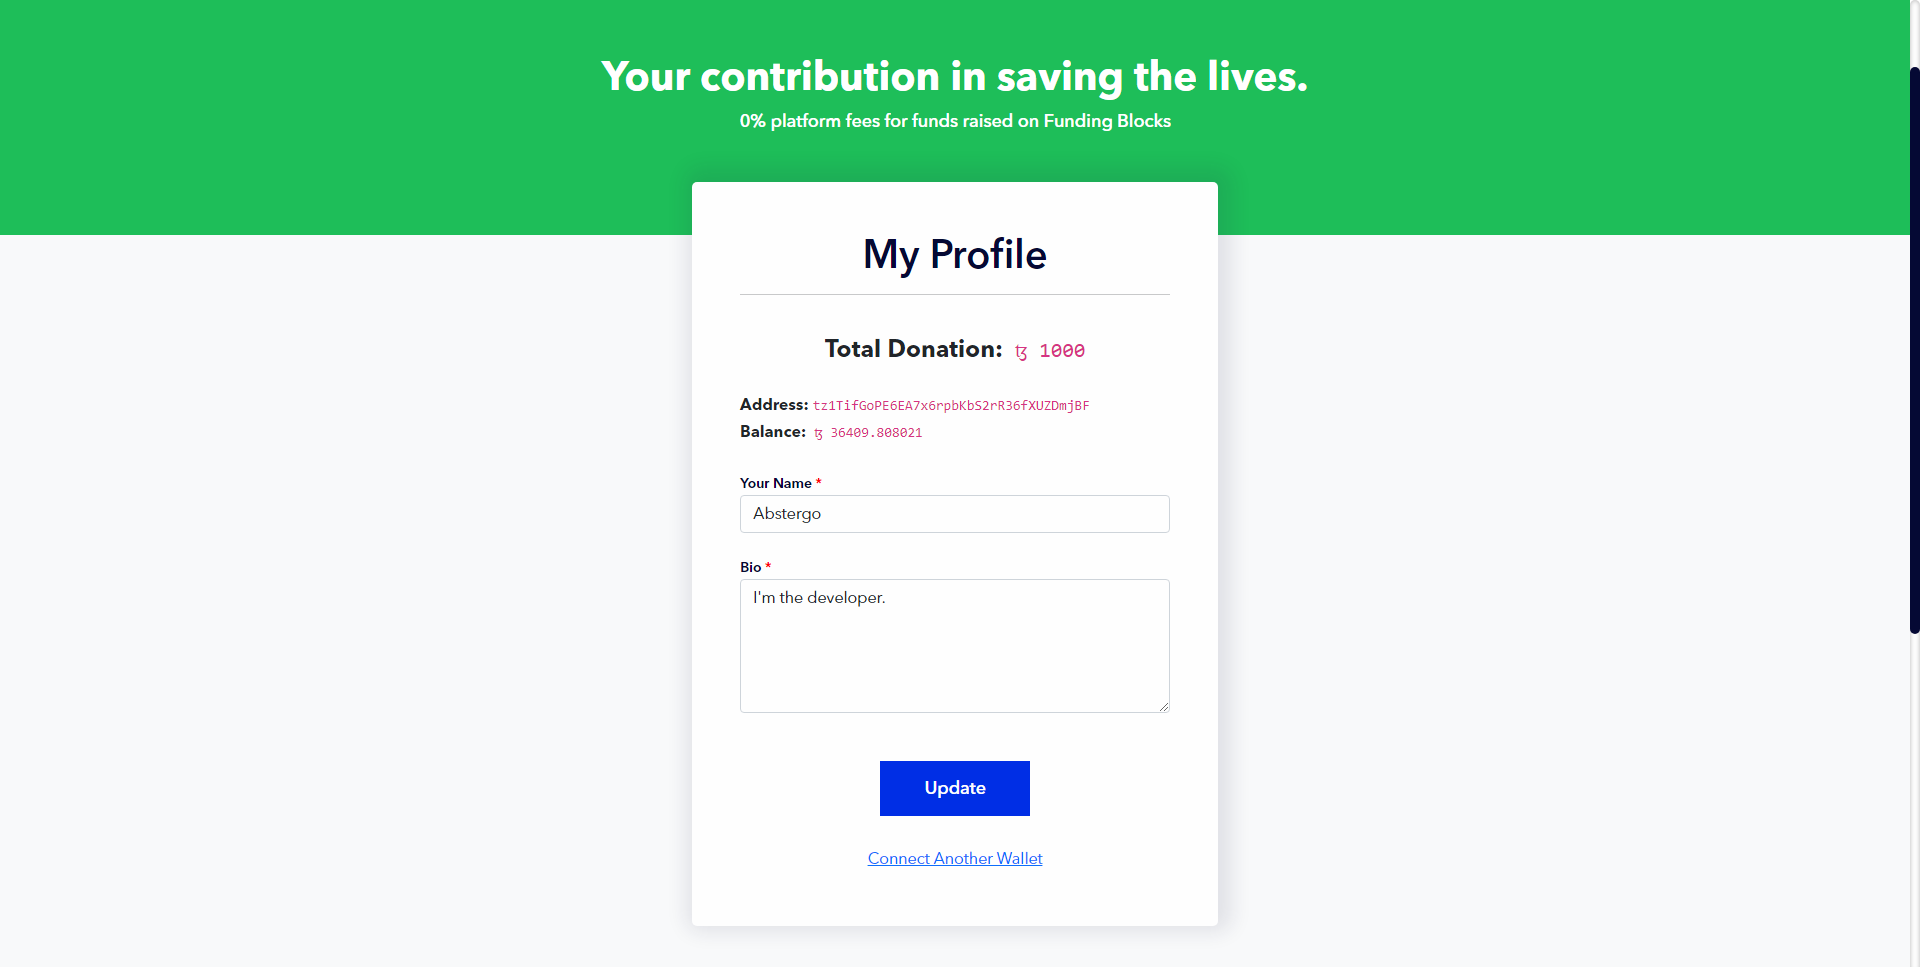 Your contribution in saving the lives.
0% platform fees for funds raised on Funding Blocks
My Profile
Total Donation: ꜩ 1000
Address: tz1TifGoPE6EA7x6rpbKbS2rR36fXUZDmjBF
Balance: ꜩ 36409.808021
Your Name *
Abstergo
Bio *
I'm the developer.
Update
Connect Another Wallet